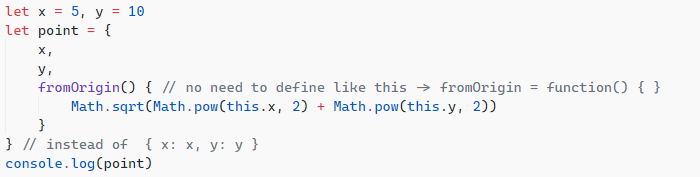 let x = 5, y = 10
let point = {
x,
y,
fromOrigin() { // no need to define like this -> fromOrigin = function() { }
Math.sqrt(Math.pow(this.x, 2) + Math.pow(this.y, 2))
}
} // instead of  { x: x, y: y }
console.log(point)